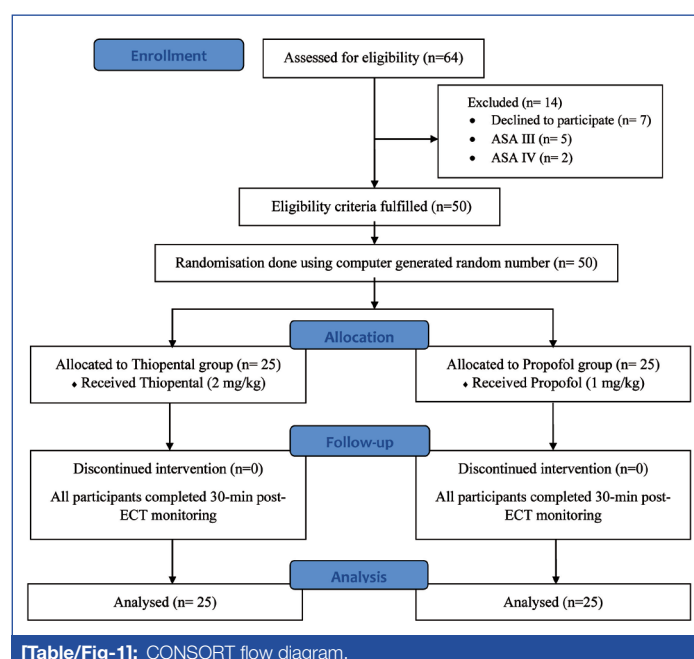 Enrollment
Assessed for eligibility (n=64)
Excluded (n= 14)
• Declined to participate (n= 7)
• ASA III (n= 5)
• ASA IV (n= 2)
Eligibility criteria fulfilled (n=50)
Randomisation done using computer generated random number (n= 50)
Allocation
Allocated to Thiopental group (n= 25)
♦ Received Thiopental (2 mg/kg)
Allocated to Propofol group (n= 25)
♦ Received Propofol (1 mg/kg)
Follow-up
Discontinued intervention (n=0)
All participants completed 30-min post-
ECT monitoring
Discontinued intervention (n=0)
All participants completed 30-min post-
ECT monitoring
Analysis
Analysed (n= 25)
Analysed (n=25)
[Table/Fig-1]: CONSORT flow diagram.